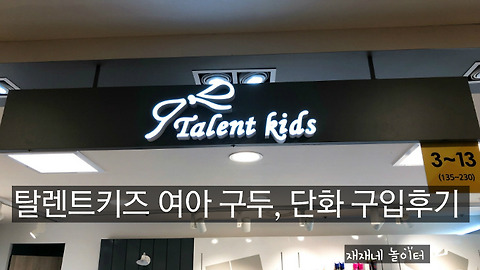 Talent kids
3~13
(135-230)
탈렌트키즈 여아 구두, 단화 구입후기
재재네 놀이터